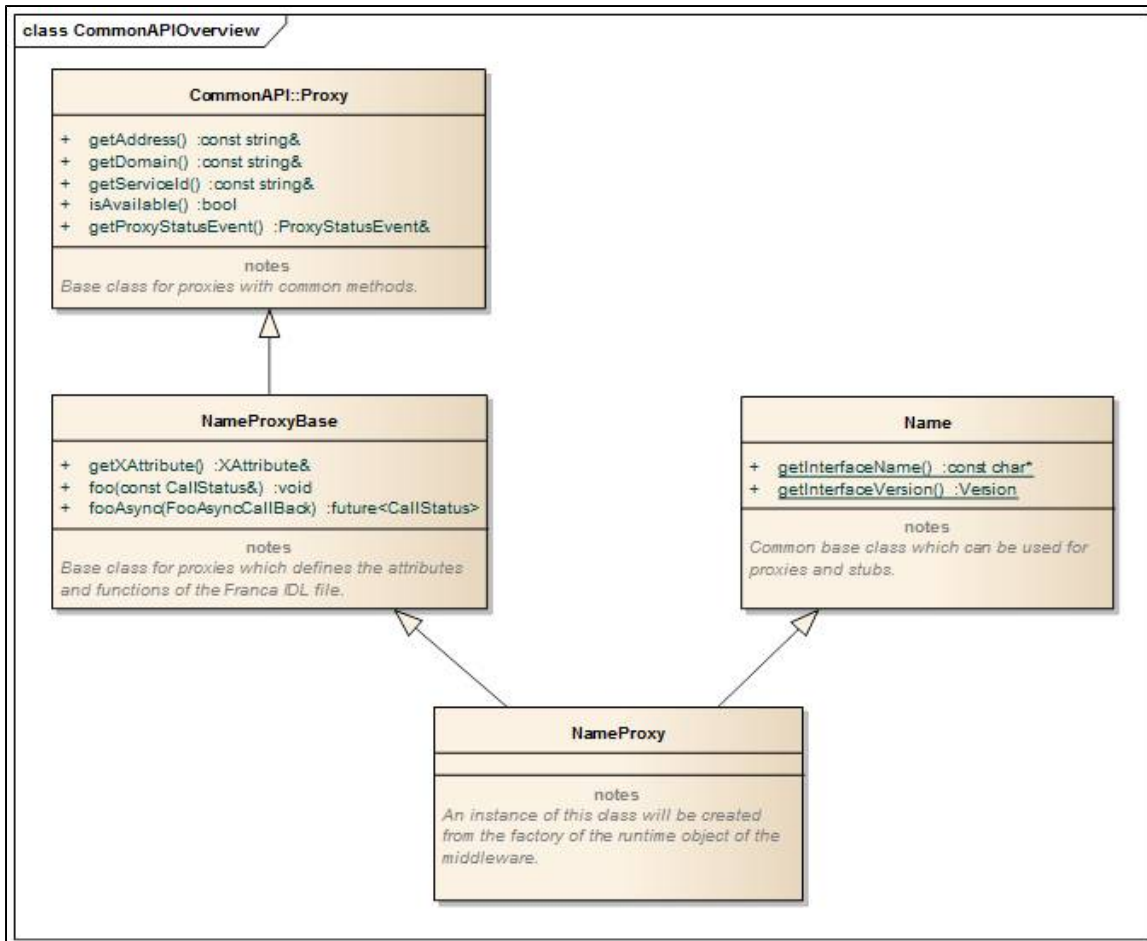 class CommonAPIOverview
CommonAPI::Proxy
+ getAddress() :const string&
+ getDomain() :const string&
+ getServiceId() :const string&
+ isAvailable() :bool
+ getProxyStatusEvent() :ProxyStatusEvent&
notes
Base class for proxies with common methods.
NameProxyBase
+ getXAttribute() :XAttribute&
+ foo(const CallStatus&) :void
+ fooAsync(FooAsyncCallBack) :future<CallStatus>
notes
Base class for proxies which defines the attributes
and functions of the Franca IDL file.
Name
+ getInterfaceName() :const char*
+ getInterfaceVersion() :Version
notes
Common base class which can be used for
proxies and stubs.
NameProxy
notes
An instance of this class will be created
from the factory of the runtime object of the
middleware.